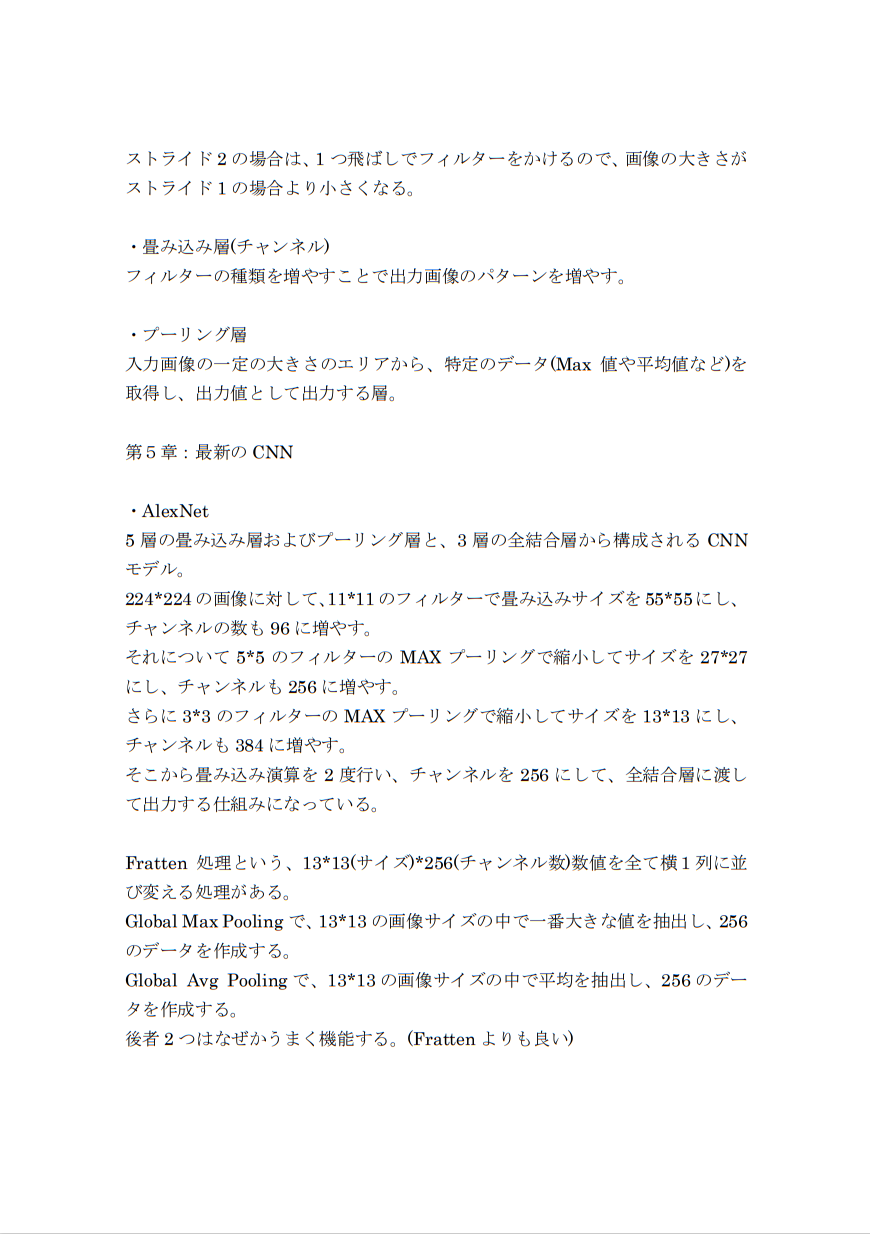 ストライド 2 の場合は、1 つ飛ばしでフィルターをかけるので、画像の大きさが
ストライド 1 の場合より小さくなる。
・畳み込み層(チャンネル)
フィルターの種類を増やすことで出力画像のパターンを増やす。
・プーリング層
入力画像の一定の大きさのエリアから、特定のデータ(Max 値や平均値など)を
取得し、出力値として出力する層。
第５章：最新の CNN
・AlexNet
5 層の畳み込み層およびプーリング層と、3 層の全結合層から構成される CNN
モデル。
224*224 の画像に対して、11*11 のフィルターで畳み込みサイズを 55*55 にし、
チャンネルの数も 96 に増やす。
それについて 5*5 のフィルターの MAX プーリングで縮小してサイズを 27*27
にし、チャンネルも 256 に増やす。
さらに 3*3 のフィルターの MAX プーリングで縮小してサイズを 13*13 にし、
チャンネルも 384 に増やす。
そこから畳み込み演算を 2 度行い、チャンネルを 256 にして、全結合層に渡し
て出力する仕組みになっている。
Fratten 処理という、13*13(サイズ)*256(チャンネル数)数値を全て横１列に並
び変える処理がある。
Global Max Pooling で、13*13 の画像サイズの中で一番大きな値を抽出し、256
のデータを作成する。
Global Avg Pooling で、13*13 の画像サイズの中で平均を抽出し、256 のデー
タを作成する。
後者 2 つはなぜかうまく機能する。(Fratten よりも良い)